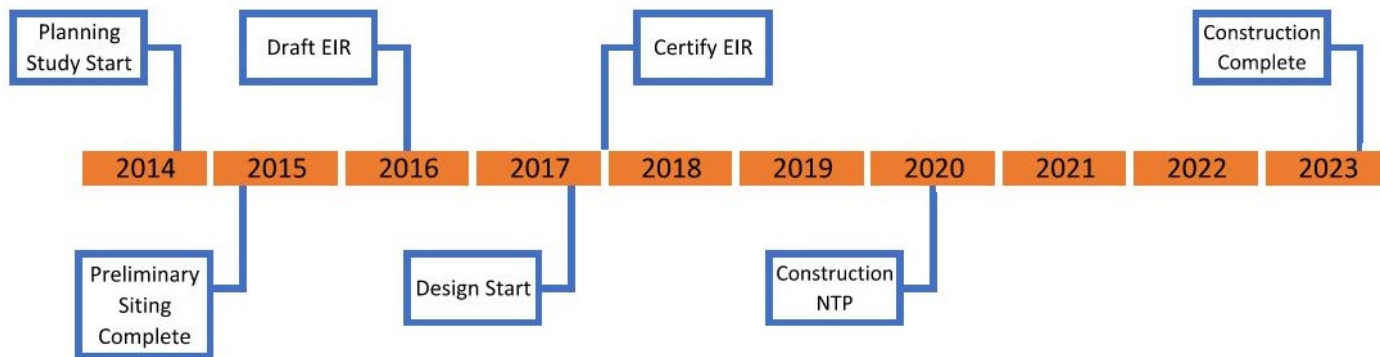 Planning
Study Start
Draft EIR
Certify EIR
Construction
Complete
2014 2015 2016 2017 2018 2019 2020 2021 2022 2023
Preliminary
Siting
Complete
Design Start
Construction
NTP